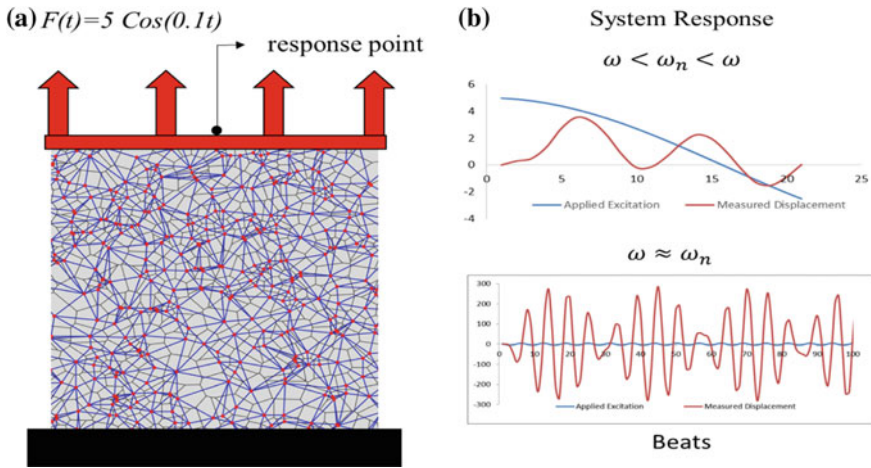 (a) F(t)=5 Cos(0.1t)
response point
(b) System Response
ω < ωn < ω
6
4
2
0
-2
-4
0 5 10 15 20 25
Applied Excitation Measured Displacement
ω ≈ ωn
300
200
100
0
-100
-200
-300
0 10 20 30 40 50 60 70 80 90 100
Applied Excitation Measured Displacement
Beats